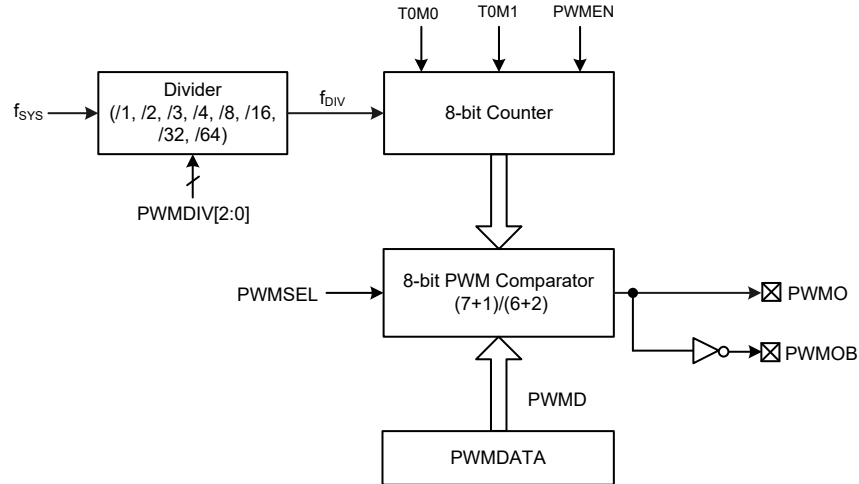 T0M0 T0M1 PWMEN
Divider
(/1, /2, /3, /4, /8, /16,
/32, /64)
fSYS
fDIV
8-bit Counter
PWMDIV[2:0]
PWMSEL
8-bit PWM Comparator
(7+1)/(6+2)
PWMO
PWMOB
PWMD
PWMDATA